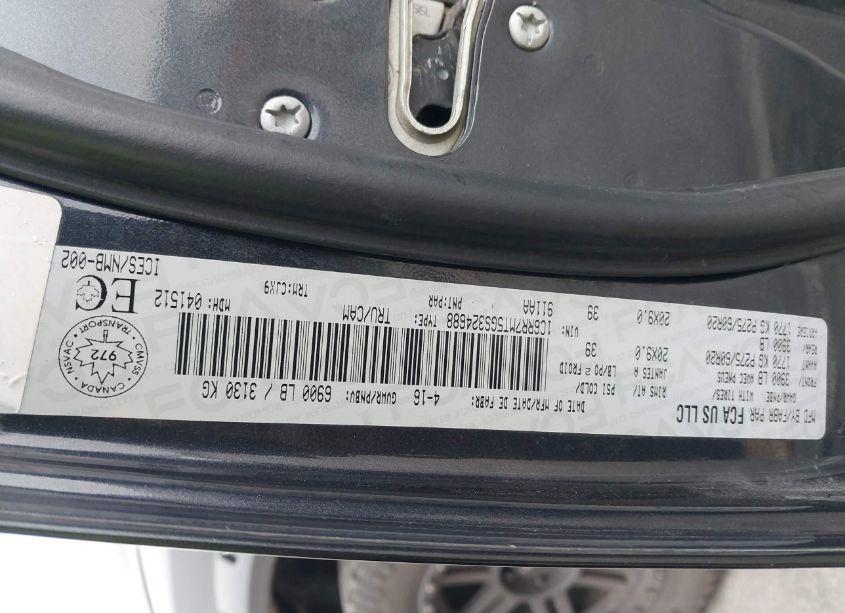 MFD BY/FABR PAR FCA US LLC DATE OF MFR/DATE DE FABR: 4-16 GVWR/PNBV: 6900 LB / 3130 KG
GAWR/PNBE WITH TIRES/ RIMS AT/ PSI COLD/
FRONT/ 3900 LB AVEC PNEUS JANTES A LB/PO 2 FROID
AVANT: 1770 KG P275/60R20 20X9.0 39
REAR/ 3900 LB
1770 KG P275/60R20 20X9.0 39
VIN: 1C6RR7MT5GS324688 TYPE: TRU/CAM
911AA PNT:PAR TRM:CJX9
MDH: 041512
TRANSPORT
CMVSS 972 NSVAC
CANADA
EC
ICES/NMB-002